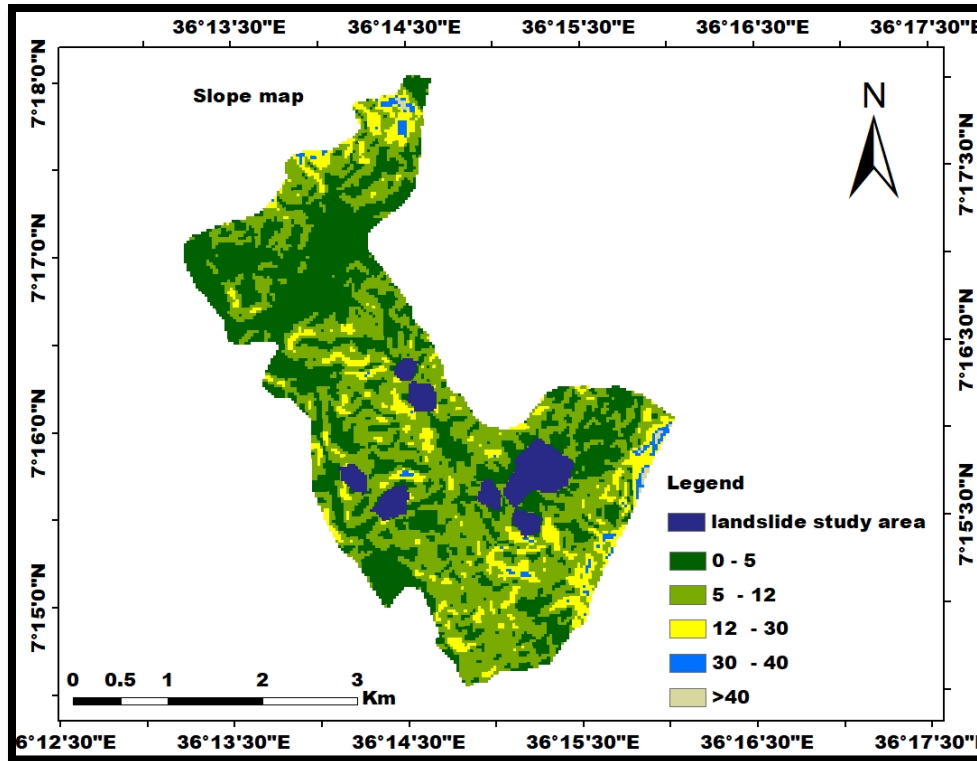 36°13'30"E 36°14'30"E 36°15'30"E 36°16'30"E 36°17'30"E
7°18'0"N
7°17'0"N
7°16'0"N
7°15'0"N
Slope map
N
7°17'30"N
7°16'30"N
7°15'30"N
Legend
landslide study area
0 - 5
5 - 12
12 - 30
30 - 40
>40
0 0.5 1 2 3
Km
36°12'30"E 36°13'30"E 36°14'30"E 36°15'30"E 36°16'30"E 36°17'30"E